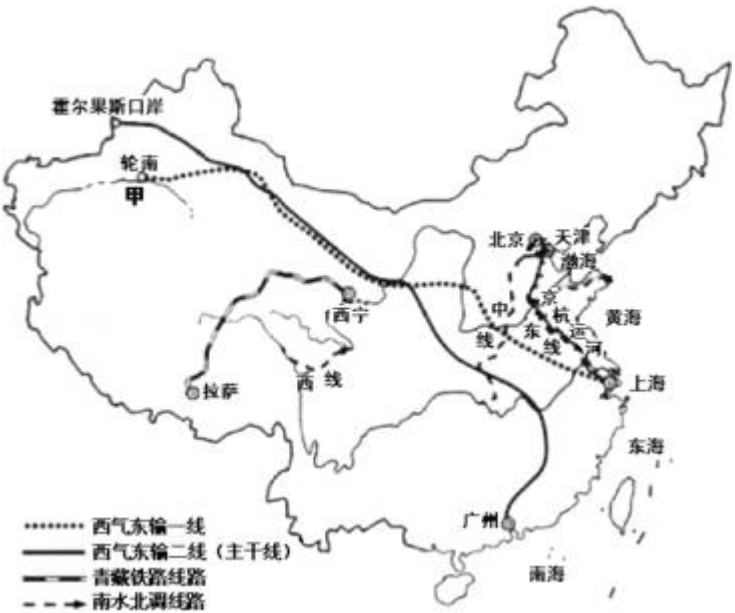 霍尔果斯口岸
轮南
甲
北京
天津
渤海
西宁
中线
京杭运河
东线
黄海
西线
拉萨
上海
东海
广州
南海
西气东输一线
西气东输二线（主干线）
青藏铁路线路
南水北调线路